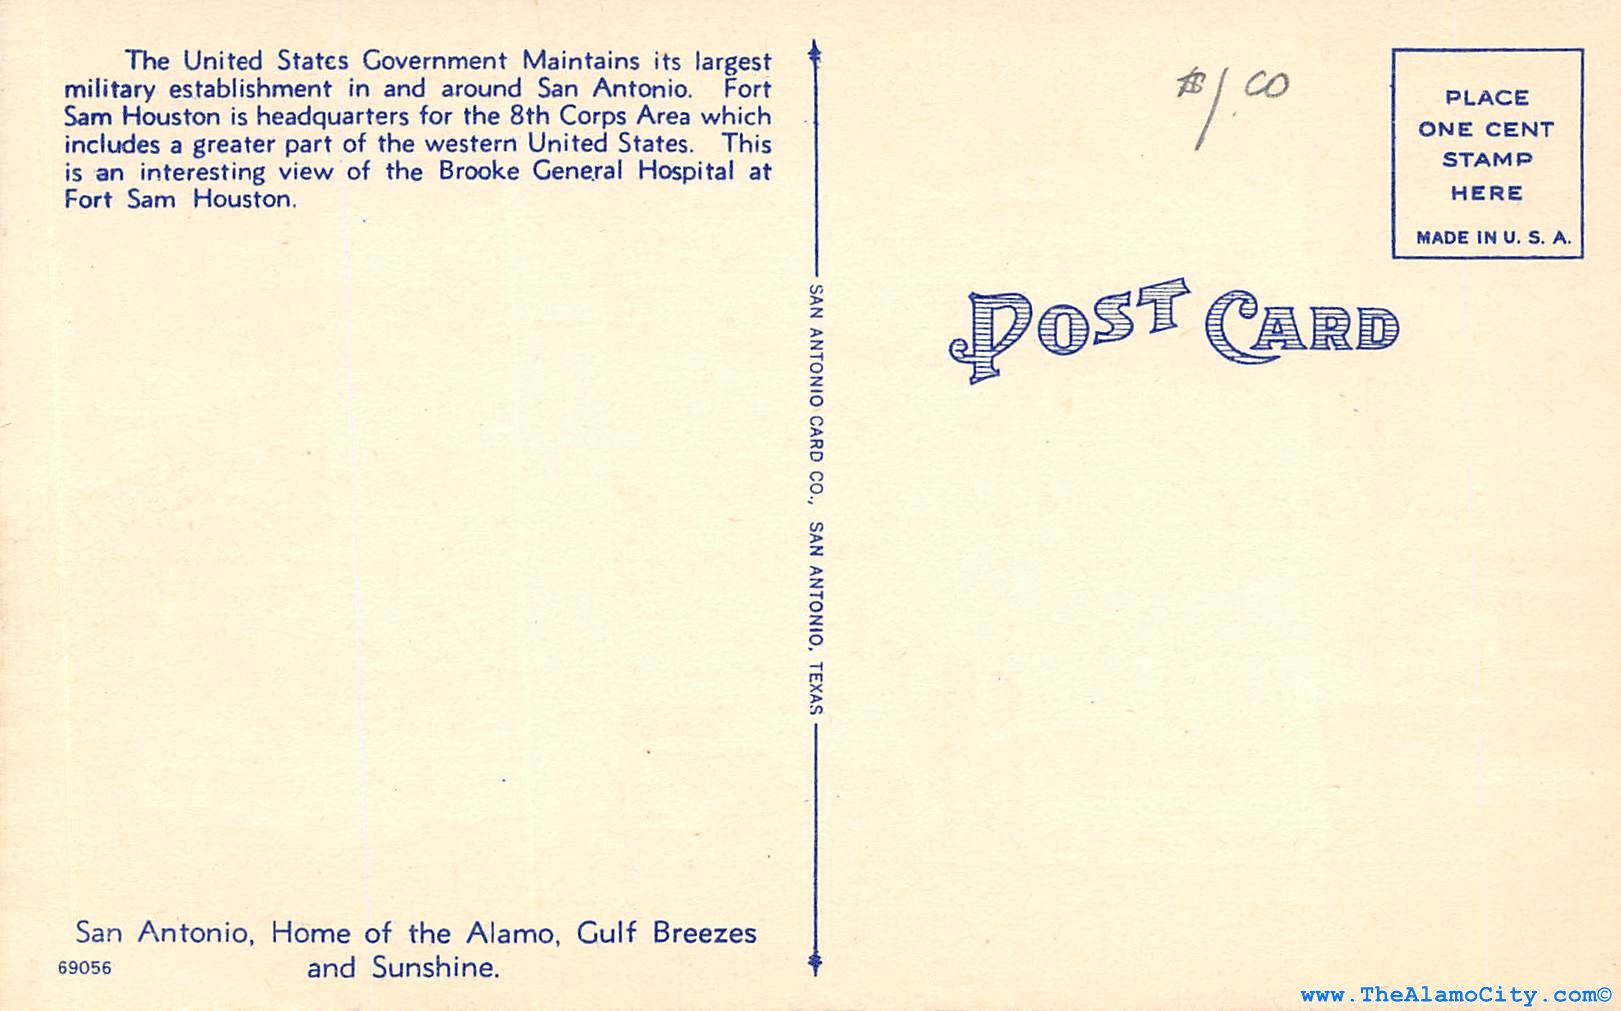 The United States Government Maintains its largest
military establishment in and around San Antonio. Fort
Sam Houston is headquarters for the 8th Corps Area which
includes a greater part of the western United States. This
is an interesting view of the Brooke General Hospital at
Fort Sam Houston.
San Antonio, Home of the Alamo, Gulf Breezes
and Sunshine.
69056
SAN ANTONIO CARD CO., SAN ANTONIO, TEXAS
$1.00
PLACE
ONE CENT
STAMP
HERE
MADE IN U. S. A.
POST CARD
www.TheAlamoCity.com©